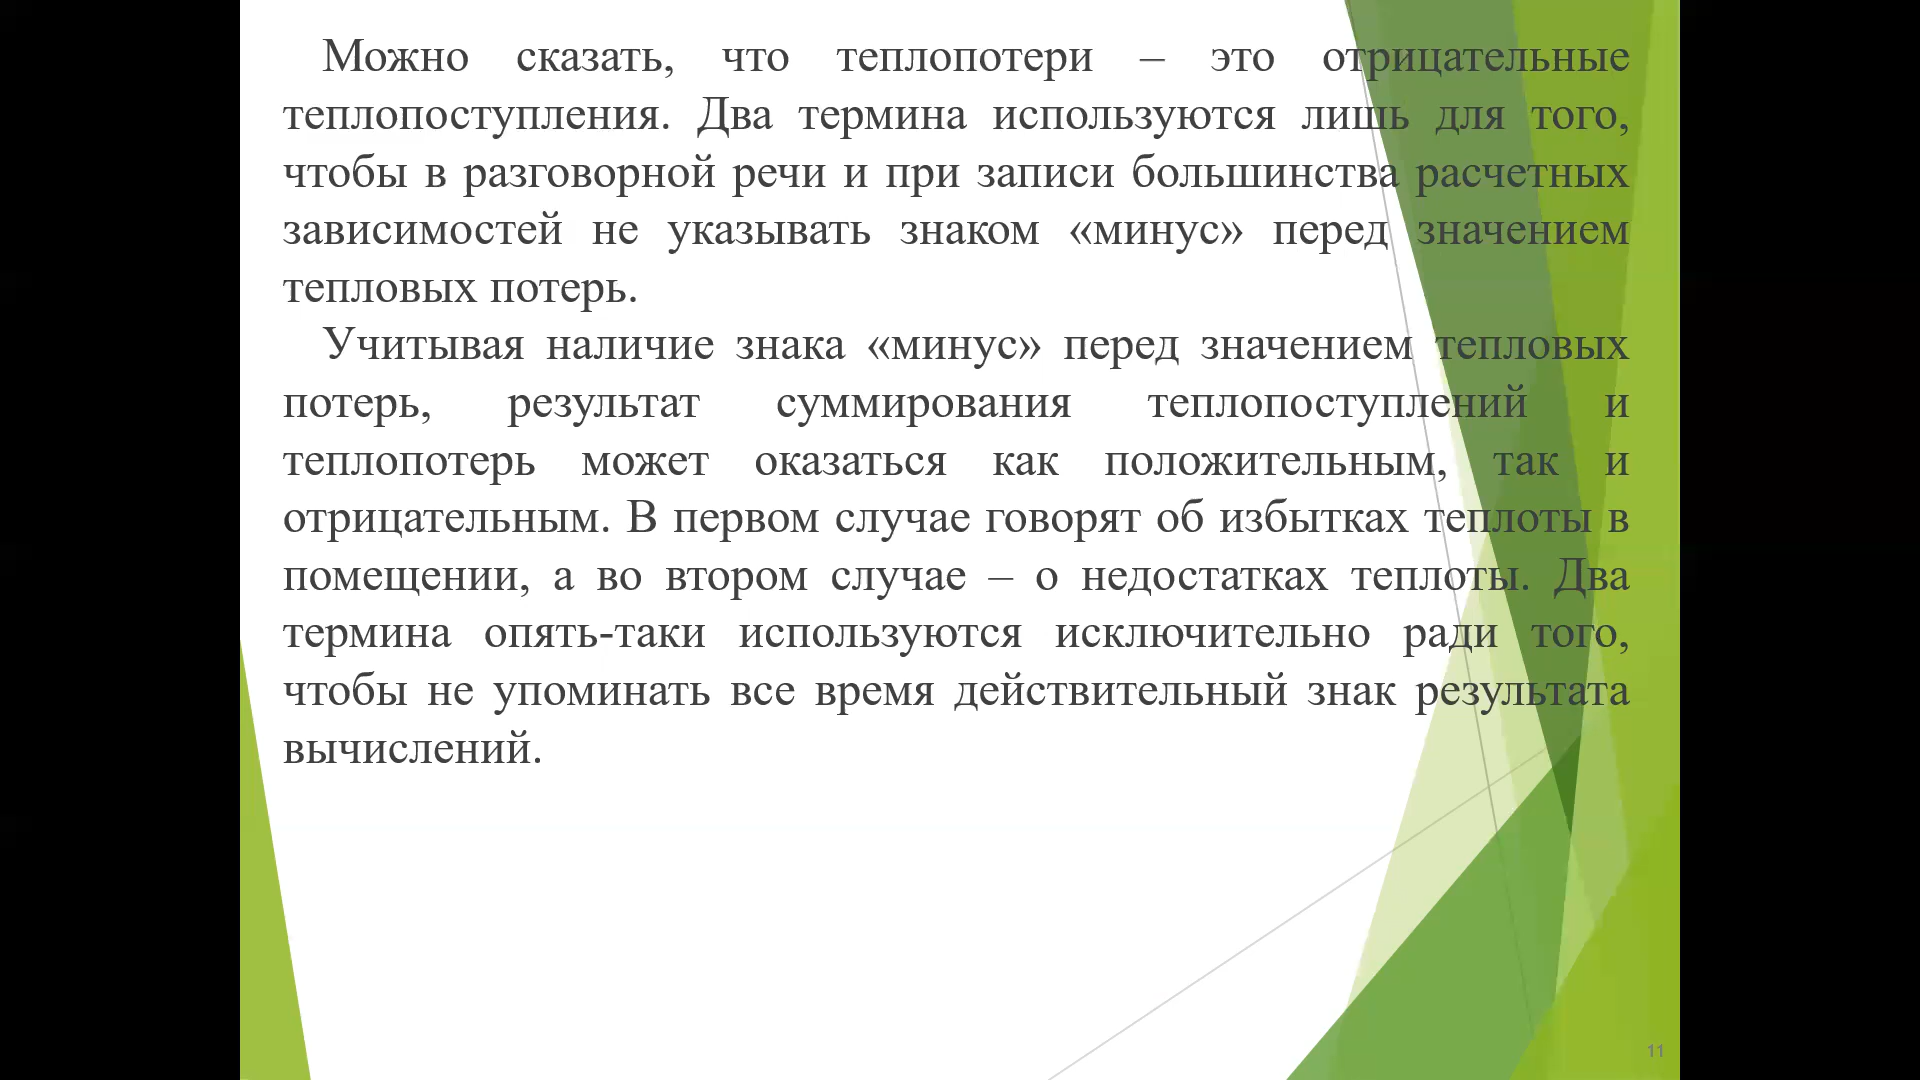 Можно сказать, что теплопотери – это отрицательные
теплопоступления. Два термина используются лишь для того,
чтобы в разговорной речи и при записи большинства расчетных
зависимостей не указывать знаком «минус» перед значением
тепловых потерь.
Учитывая наличие знака «минус» перед значением тепловых
потерь, результат суммирования теплопоступлений и
теплопотерь может оказаться как положительным, так и
отрицательным. В первом случае говорят об избытках теплоты в
помещении, а во втором случае – о недостатках теплоты. Два
термина опять-таки используются исключительно ради того,
чтобы не упоминать все время действительный знак результата
вычислений.
11